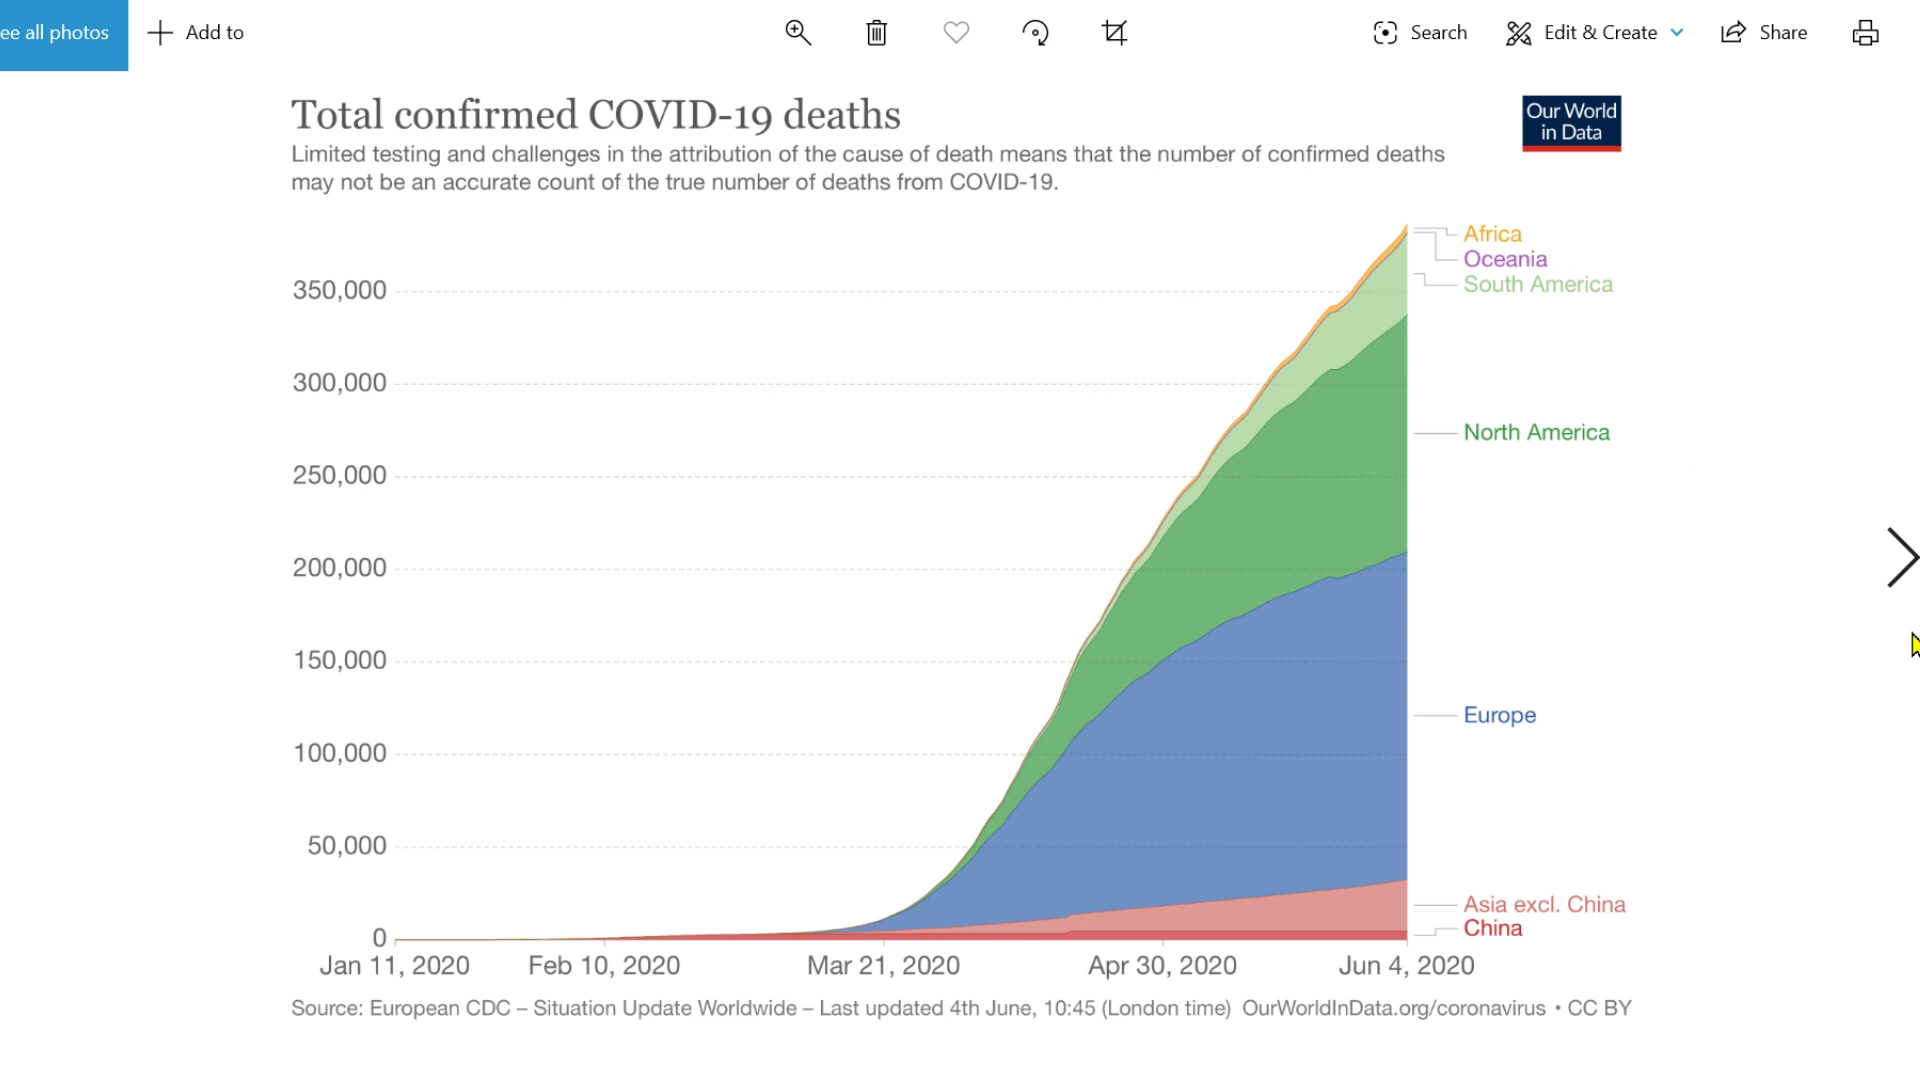 ee all photos
Add to
Search
Edit & Create
Share
Total confirmed COVID-19 deaths
Our World
in Data
Limited testing and challenges in the attribution of the cause of death means that the number of confirmed deaths
may not be an accurate count of the true number of deaths from COVID-19.
Africa
Oceania
South America
350,000
300,000
North America
250,000
200,000
150,000
Europe
100,000
50,000
Asia excl. China
China
0
Jan 11, 2020
Feb 10, 2020
Mar 21, 2020
Apr 30, 2020
Jun 4, 2020
Source: European CDC – Situation Update Worldwide – Last updated 4th June, 10:45 (London time)
OurWorldInData.org/coronavirus • CC BY